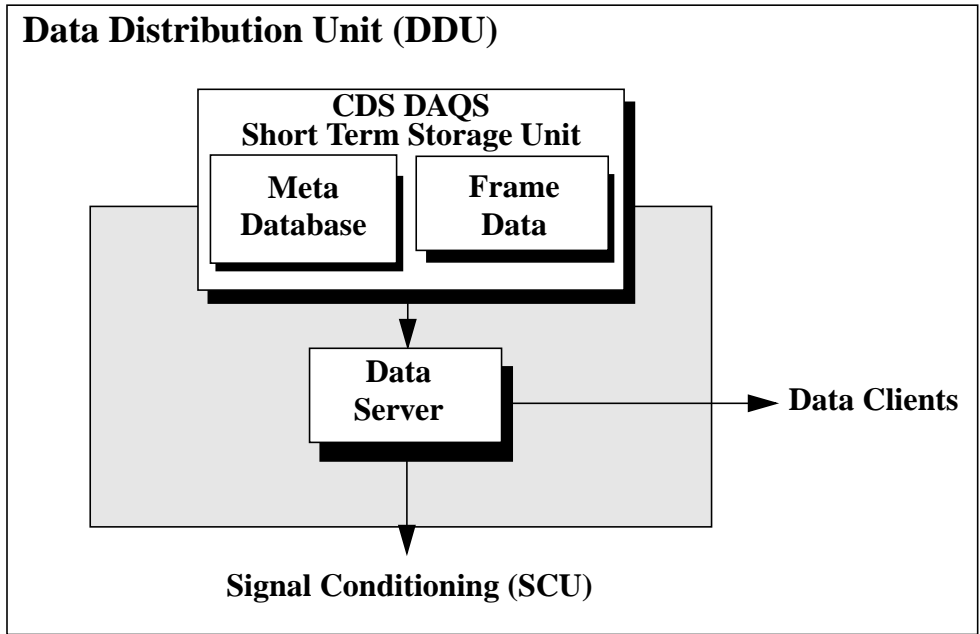 Data Distribution Unit (DDU)
CDS DAQS
Short Term Storage Unit
Meta
Database
Frame
Data
Data
Server
Data Clients
Signal Conditioning (SCU)